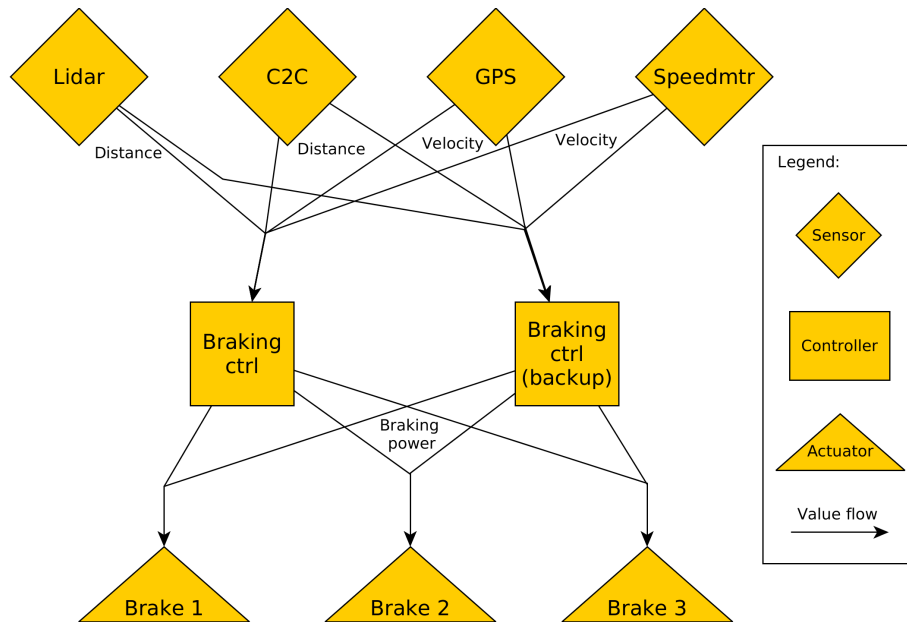 Lidar
C2C
GPS
Speedmtr
Distance
Distance
Velocity
Velocity
Legend:
Sensor
Controller
Actuator
Value flow
Braking
ctrl
Braking
ctrl
(backup)
Braking
power
Brake 1
Brake 2
Brake 3